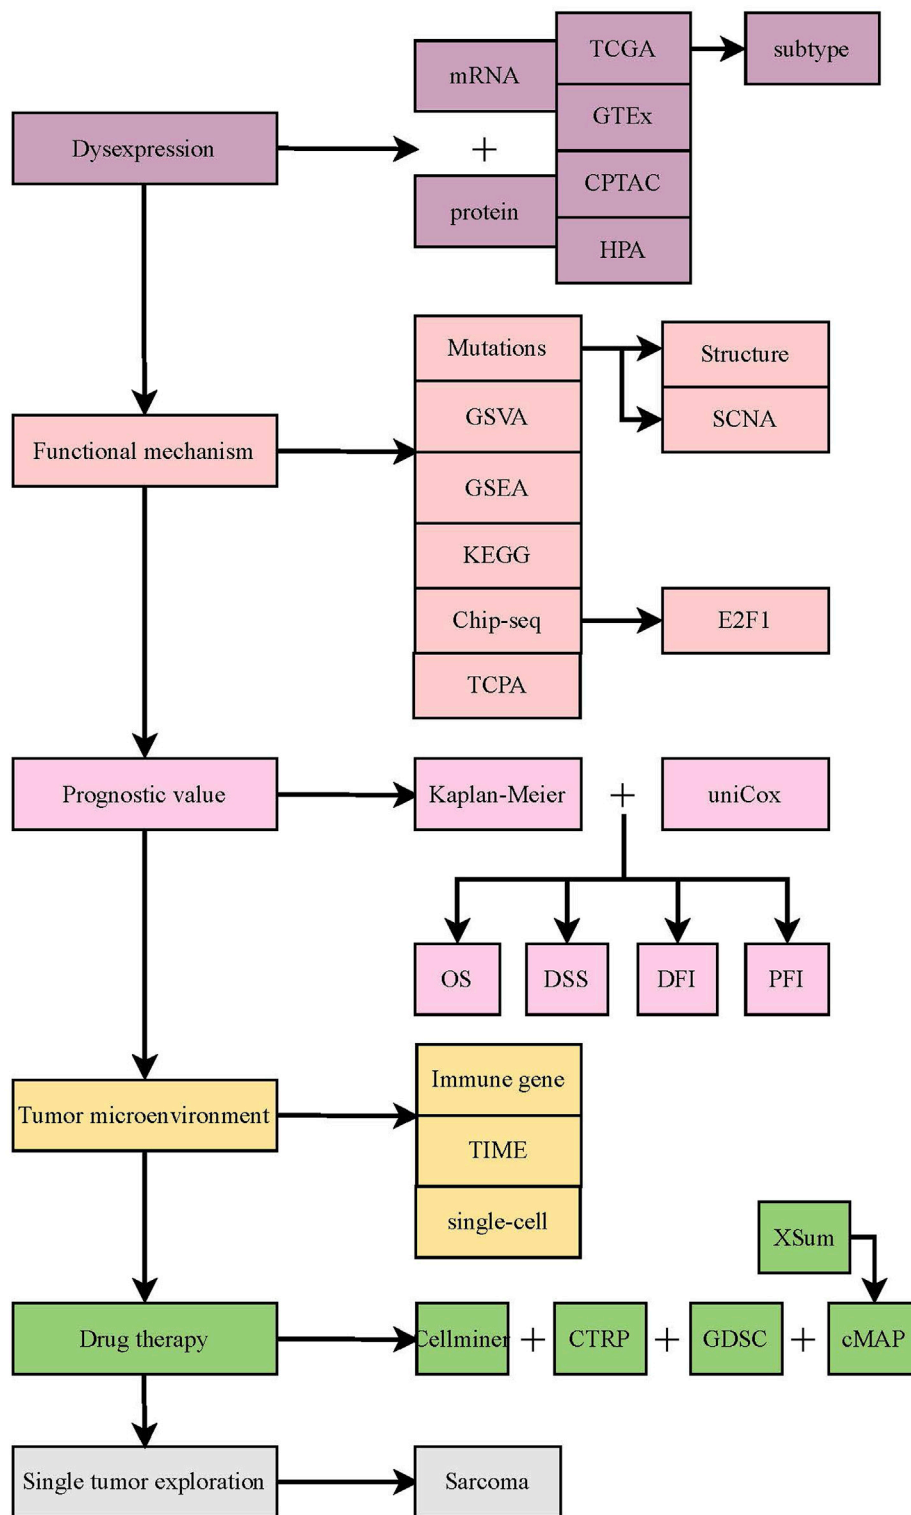 TCGA
subtype
mRNA
GTEx
Dysexpression
+
CPTAC
protein
HPA
Mutations
Structure
GSVA
SCNA
Functional mechanism
GSEA
KEGG
Chip-seq
E2F1
TCPA
Prognostic value
Kaplan-Meier + uniCox
OS
DSS
DFI
PFI
Immune gene
Tumor microenvironment
TIME
single-cell
XSum
Drug therapy
Cellminer + CTRP + GDSC + cMAP
Single tumor exploration
Sarcoma